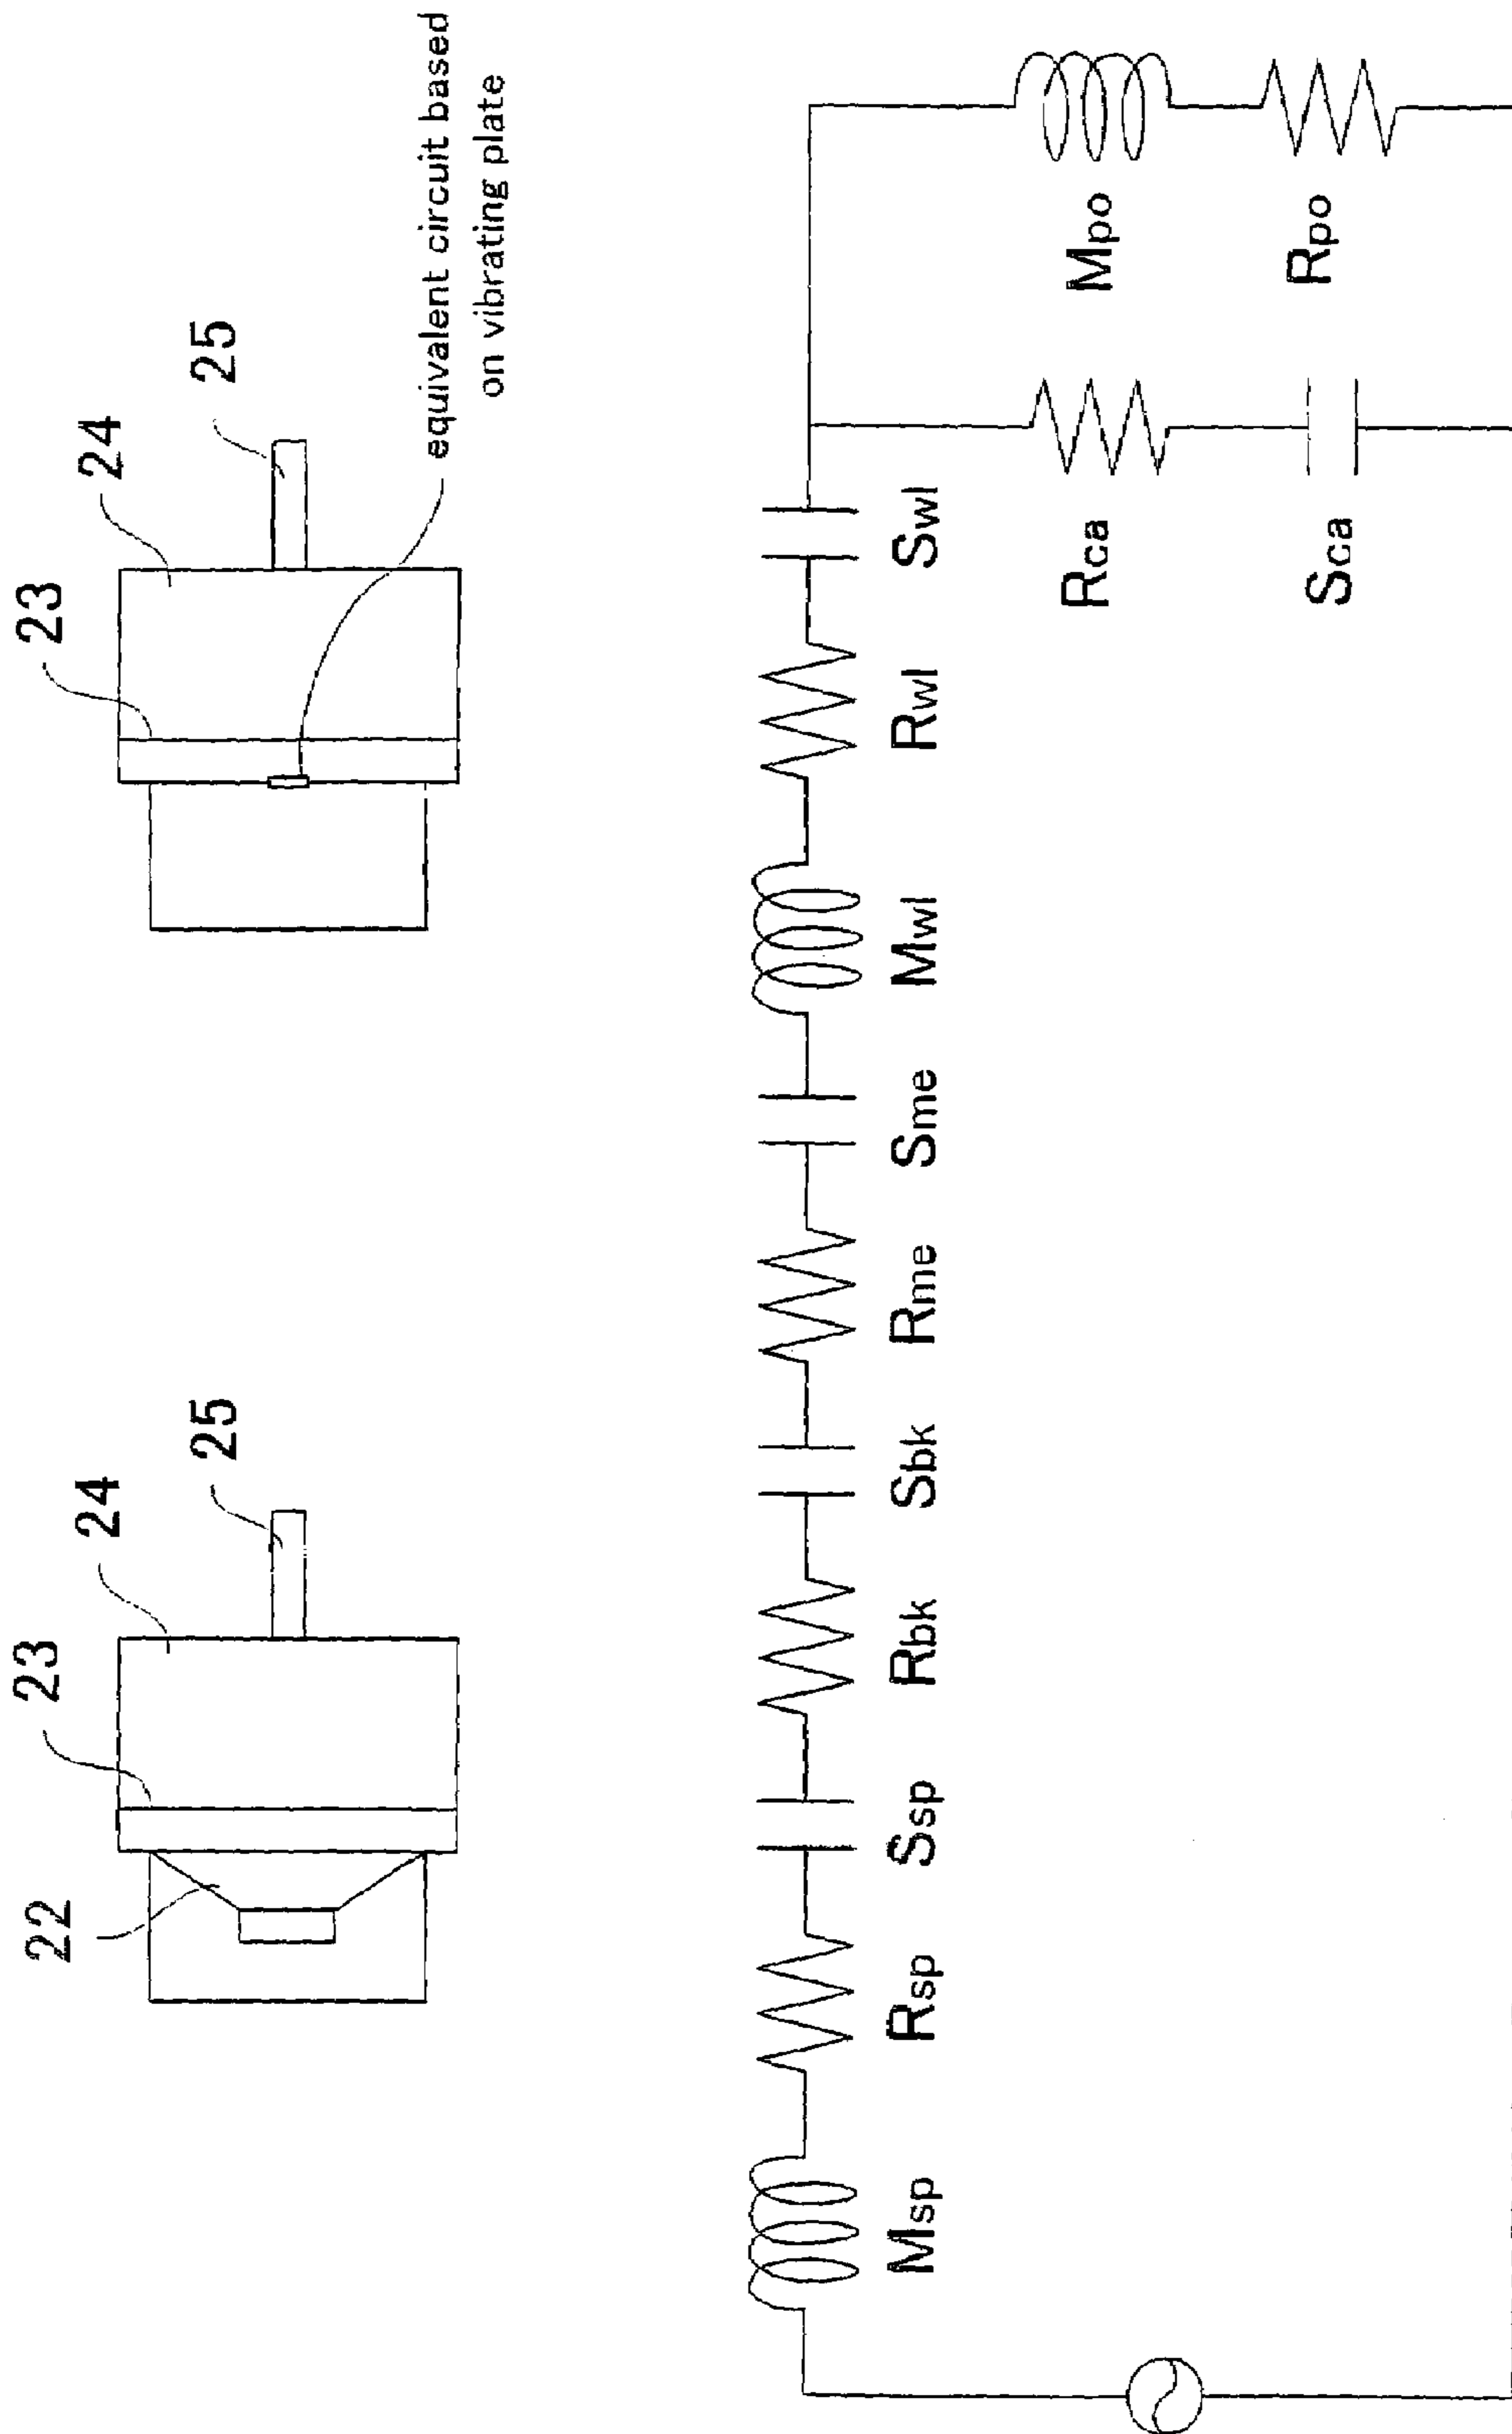 22
23
24
25
23
24
25
equivalent circuit based
on vibrating plate
Msp
Rsp
Ssp
Rbk
Sbk
Rme
Sme
Mwl
Rwl
Swl
Rca
Sca
Mpo
Rpo